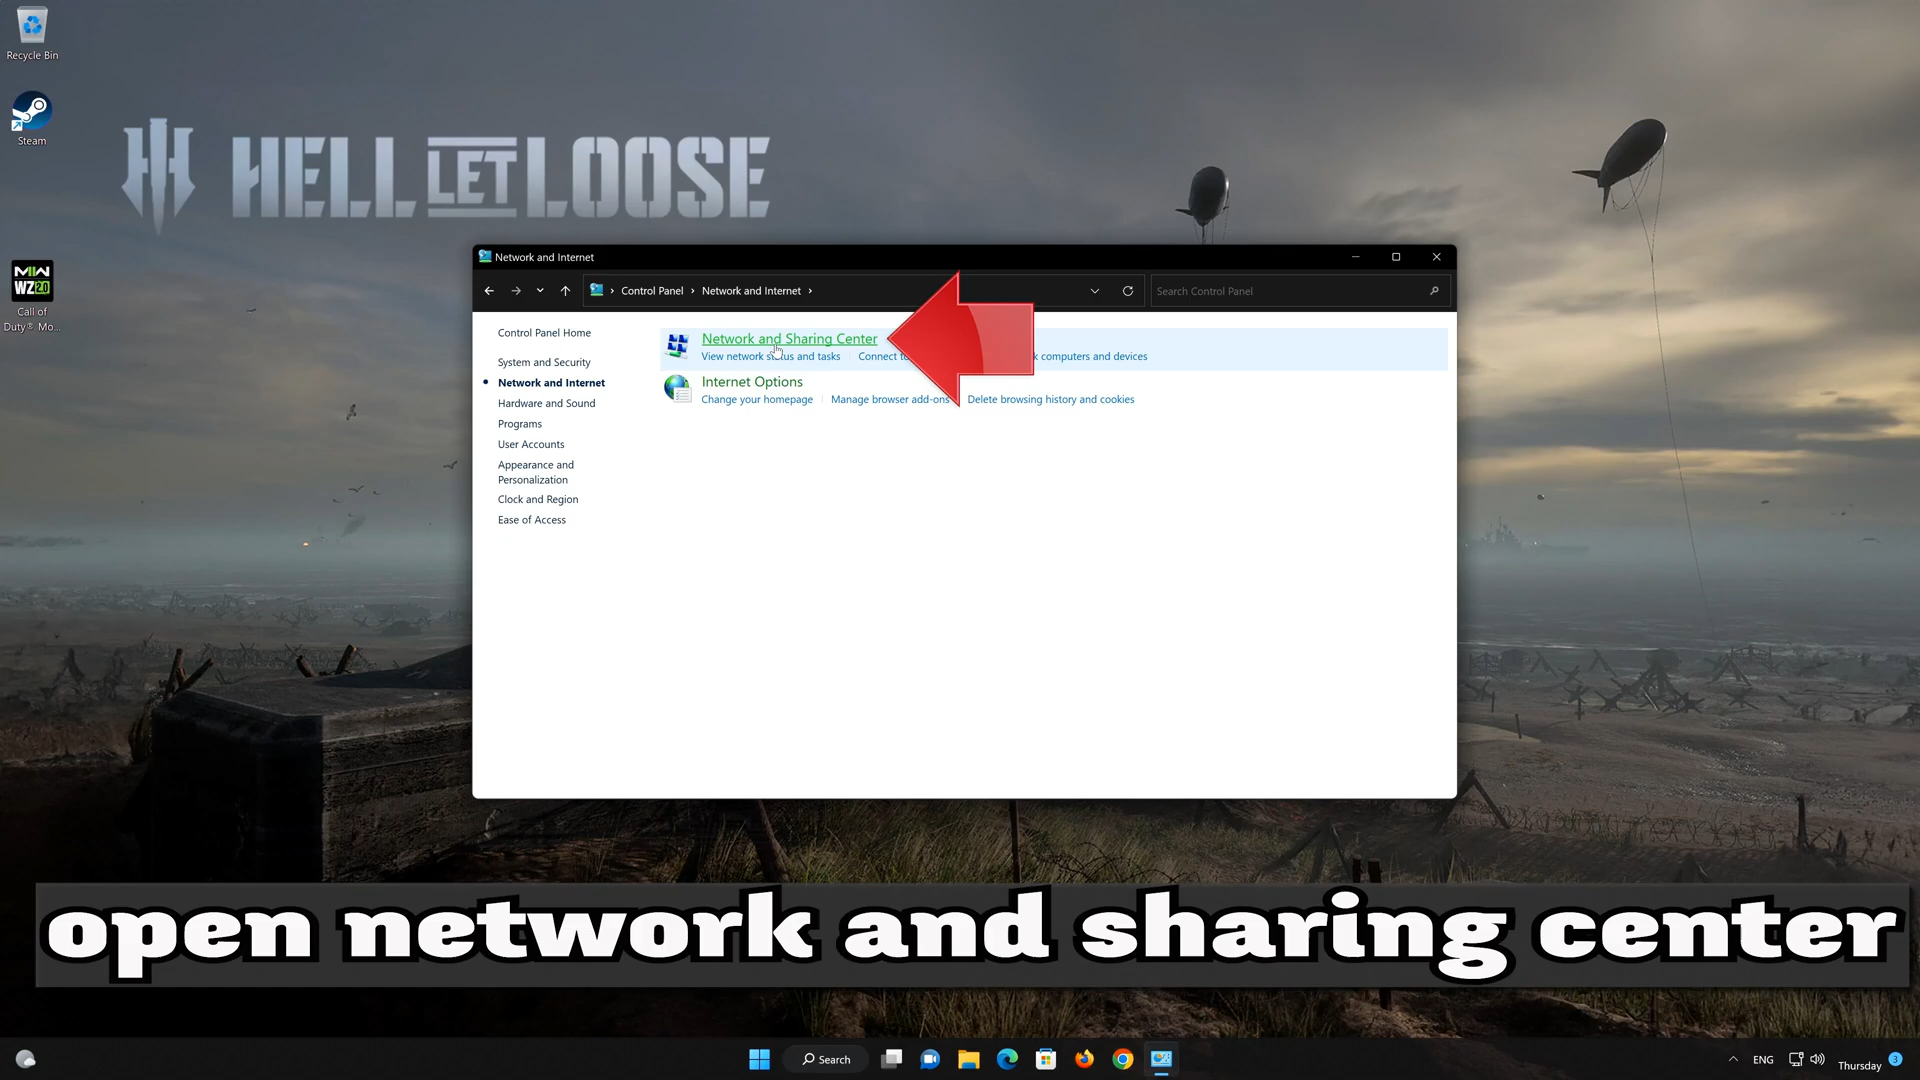 Recycle Bin
Steam
HELL LET LOOSE
MW
WZ 2.0
Call of
Duty® Mo...
Network and Internet
Control Panel
Network and Internet
Search Control Panel
Control Panel Home
System and Security
Network and Internet
Hardware and Sound
Programs
User Accounts
Appearance and
Personalization
Clock and Region
Ease of Access
Network and Sharing Center
View network status and tasks
Connect to
computers and devices
Internet Options
Change your homepage
Manage browser add-ons
Delete browsing history and cookies
open network and sharing center
Search
ENG
Thursday
3